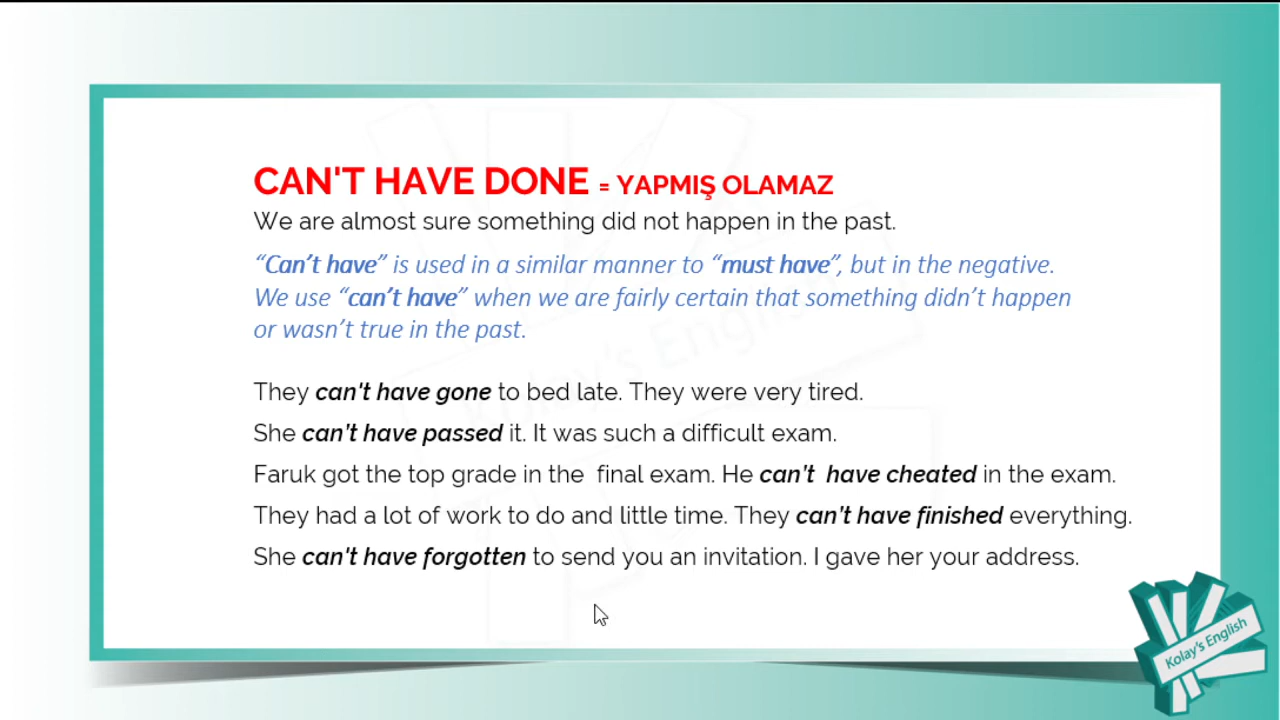 CAN'T HAVE DONE = YAPMIŞ OLAMAZ
We are almost sure something did not happen in the past.
“Can’t have” is used in a similar manner to “must have”, but in the negative.
We use “can’t have” when we are fairly certain that something didn’t happen
or wasn’t true in the past.
They can't have gone to bed late. They were very tired.
She can’t have passed it. It was such a difficult exam.
Faruk got the top grade in the  final exam. He can’t  have cheated in the exam.
They had a lot of work to do and little time. They can’t have finished everything.
She can't have forgotten to send you an invitation. I gave her your address.
Kolay's English
Kolay's English